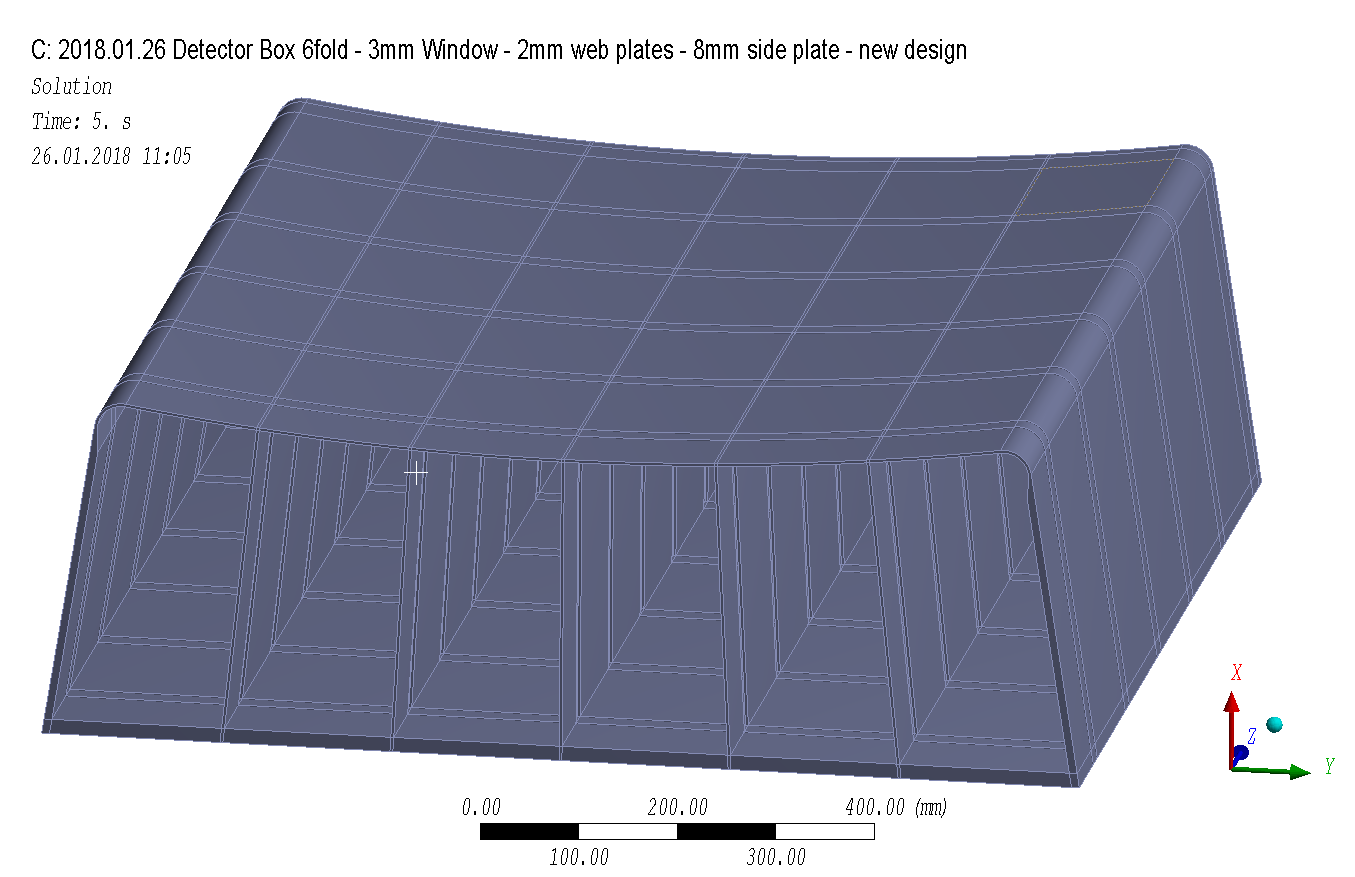 C: 2018.01.26 Detector Box 6fold - 3mm Window - 2mm web plates - 8mm side plate - new design
Solution
Time: 5. s
26.01.2018 11:05
X
Z
Y
0.00 200.00 400.00 (mm)
100.00 300.00